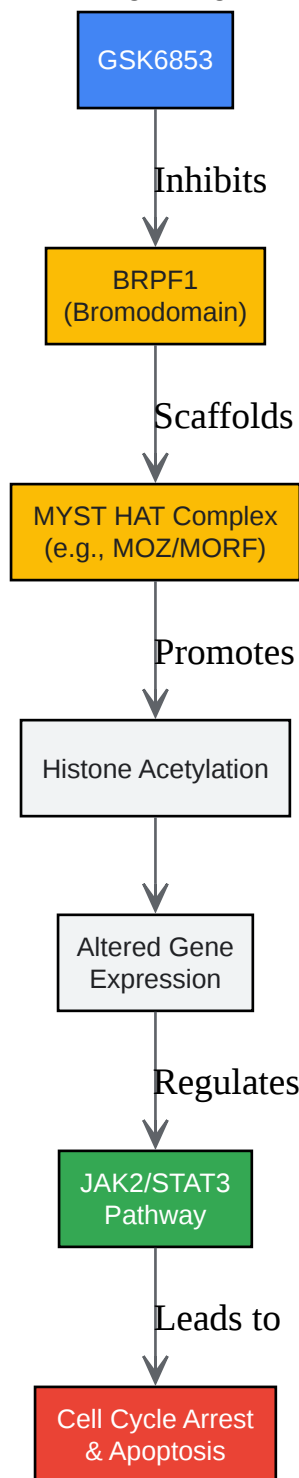 GSK6853
Inhibits
BRPF1
(Bromodomain)
Scaffolds
MYST HAT Complex
(e.g., MOZ/MORF)
Promotes
Histone Acetylation
Altered Gene
Expression
Regulates
JAK2/STAT3
Pathway
Leads to
Cell Cycle Arrest
& Apoptosis